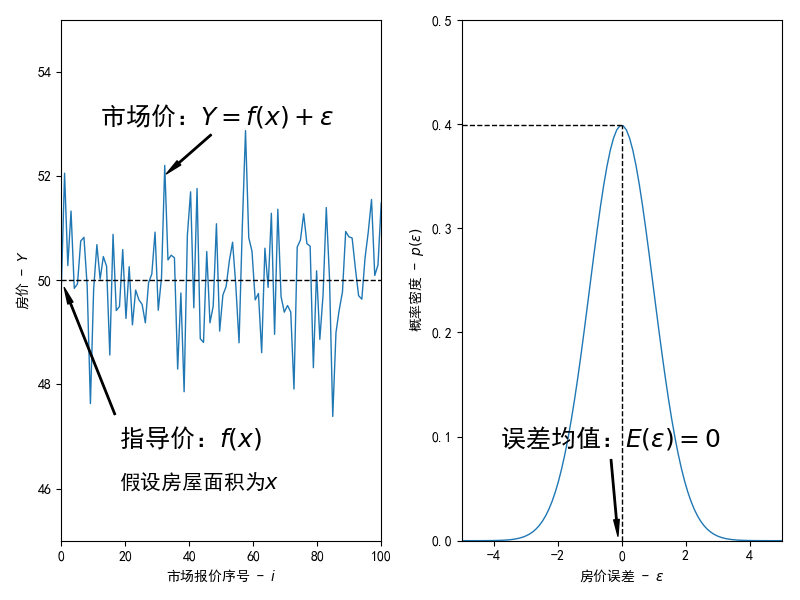 54
52
50
48
46
0
20
40
60
80
100
房价 - Y
市场报价序号 - i
市场价：Y = f(x) + ε
指导价：f(x)
假设房屋面积为x
0.5
0.4
0.3
0.2
0.1
0.0
-4
-2
0
2
4
概率密度 - p(ε)
房价误差 - ε
误差均值：E(ε) = 0